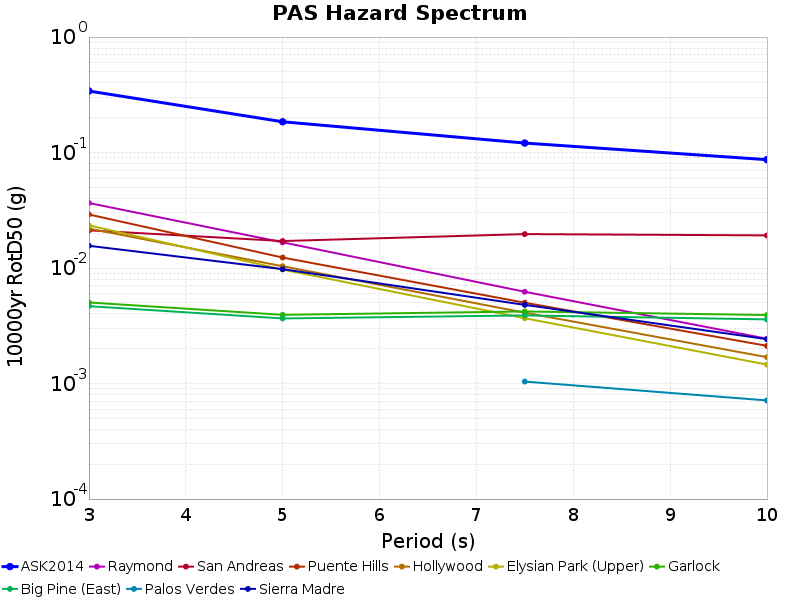 PAS Hazard Spectrum
10000yr RotD50 (g)
10^0
10^-1
10^-2
10^-3
10^-4
3 4 5 6 7 8 9 10
Period (s)
ASK2014 Raymond San Andreas Puente Hills Hollywood Elysian Park (Upper) Garlock
Big Pine (East) Palos Verdes Sierra Madre